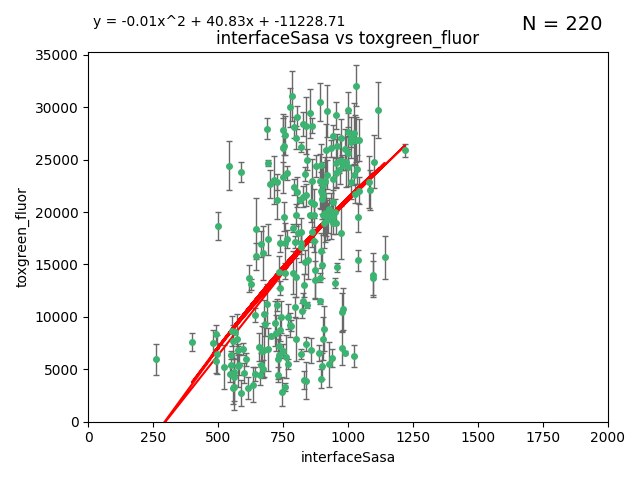 y = -0.01x^2 + 40.83x + -11228.71
N = 220
interfaceSasa vs toxgreen_fluor
35000
30000
25000
20000
15000
10000
5000
0
toxgreen_fluor
0 250 500 750 1000 1250 1500 1750 2000
interfaceSasa